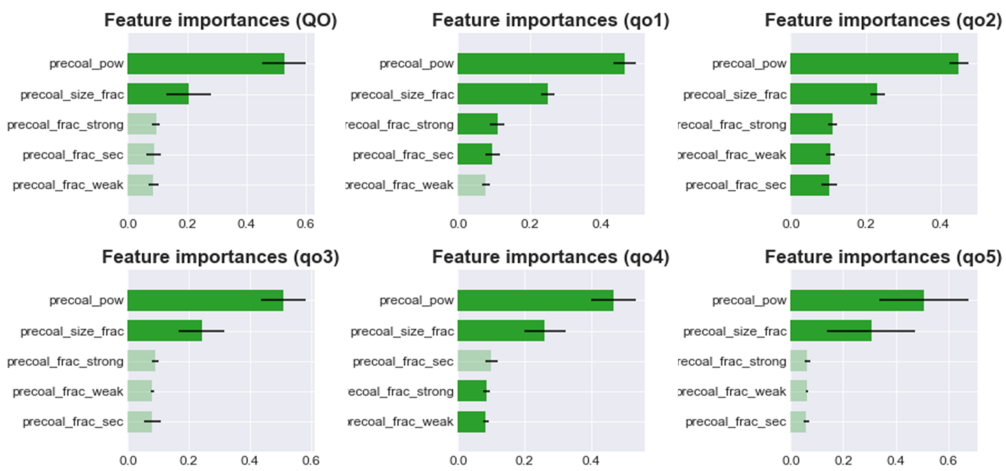 Feature importances (QO)
precoal_pow
precoal_size_frac
precoal_frac_strong
precoal_frac_sec
precoal_frac_weak
0.0 0.2 0.4 0.6
Feature importances (qo1)
precoal_pow
precoal_size_frac
recoal_frac_strong
precoal_frac_sec
precoal_frac_weak
0.0 0.2 0.4
Feature importances (qo2)
precoal_pow
precoal_size_frac
recoal_frac_strong
precoal_frac_weak
precoal_frac_sec
0.0 0.2 0.4
Feature importances (qo3)
precoal_pow
precoal_size_frac
precoal_frac_strong
precoal_frac_weak
precoal_frac_sec
0.0 0.2 0.4 0.6
Feature importances (qo4)
precoal_pow
precoal_size_frac
precoal_frac_sec
recoal_frac_strong
precoal_frac_weak
0.0 0.2 0.4
Feature importances (qo5)
precoal_pow
precoal_size_frac
recoal_frac_strong
precoal_frac_weak
precoal_frac_sec
0.0 0.2 0.4 0.6